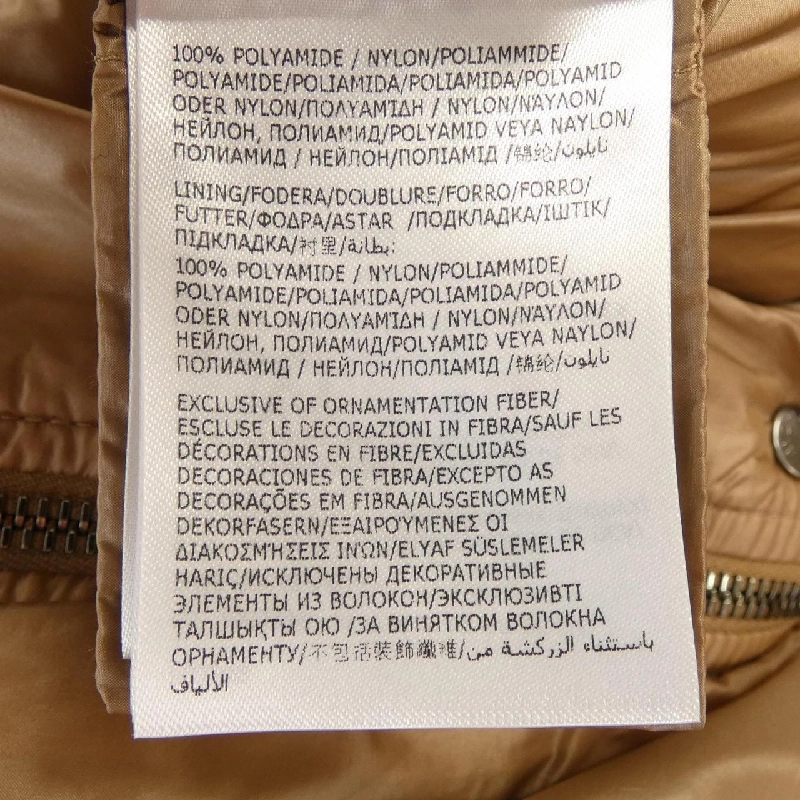 100% POLYAMIDE / NYLON/POLIAMMIDE/
POLYAMIDE/POLIAMIDA/POLIAMIDA/POLYAMID
ODER NYLON/ΠΟΛΥΑΜΙΔΗ / NYLON/ΝΆΥΛΟΝ/
НЕЙЛОН, ПОЛИАМИД/POLYAMID VEYA NAYLON/
ПОЛИАМИД / НЕЙЛОН/ПОЛІАМІД /锦纶/نايلون
LINING/FODERA/DOUBLURE/FORRO/FORRO/
FUTTER/ΦΟΔΡΑ/ASTAR /ПОДКЛАДКА/ІШТІК/
ПІДКЛАДКА/衬里/بطانة:
100% POLYAMIDE / NYLON/POLIAMMIDE/
POLYAMIDE/POLIAMIDA/POLIAMIDA/POLYAMID
ODER NYLON/ΠΟΛΥΑΜΙΔΗ / NYLON/ΝΆΥΛΟΝ/
НЕЙЛОН, ПОЛИАМИД/POLYAMID VEYA NAYLON/
ПОЛИАМИД / НЕЙЛОН/ПОЛІАМІД /锦纶/نايلون
EXCLUSIVE OF ORNAMENTATION FIBER/
ESCLUSE LE DECORAZIONI IN FIBRA/SAUF LES
DÉCORATIONS EN FIBRE/EXCLUIDAS
DECORACIONES DE FIBRA/EXCEPTO AS
DECORAÇÕES EM FIBRA/AUSGENOMMEN
DEKORFASERN/ΕΞΑΙΡΟΎΜΕΝΕΣ ΟΙ
ΔΙΑΚΟΣΜΉΣΕΙΣ ΙΝΏΝ/ELYAF SÜSLEMELER
HARİÇ/ИСКЛЮЧЕНЫ ДЕКОРАТИВНЫЕ
ЭЛЕМЕНТЫ ИЗ ВОЛОКОН/ЭКСКЛЮЗИВТІ
ТАЛШЫҚТЫ ОЮ /ЗА ВИНЯТКОМ ВОЛОКНА
ОРНАМЕНТУ/不包括装飾纖維/باستثناء الزركشة من
الألياف